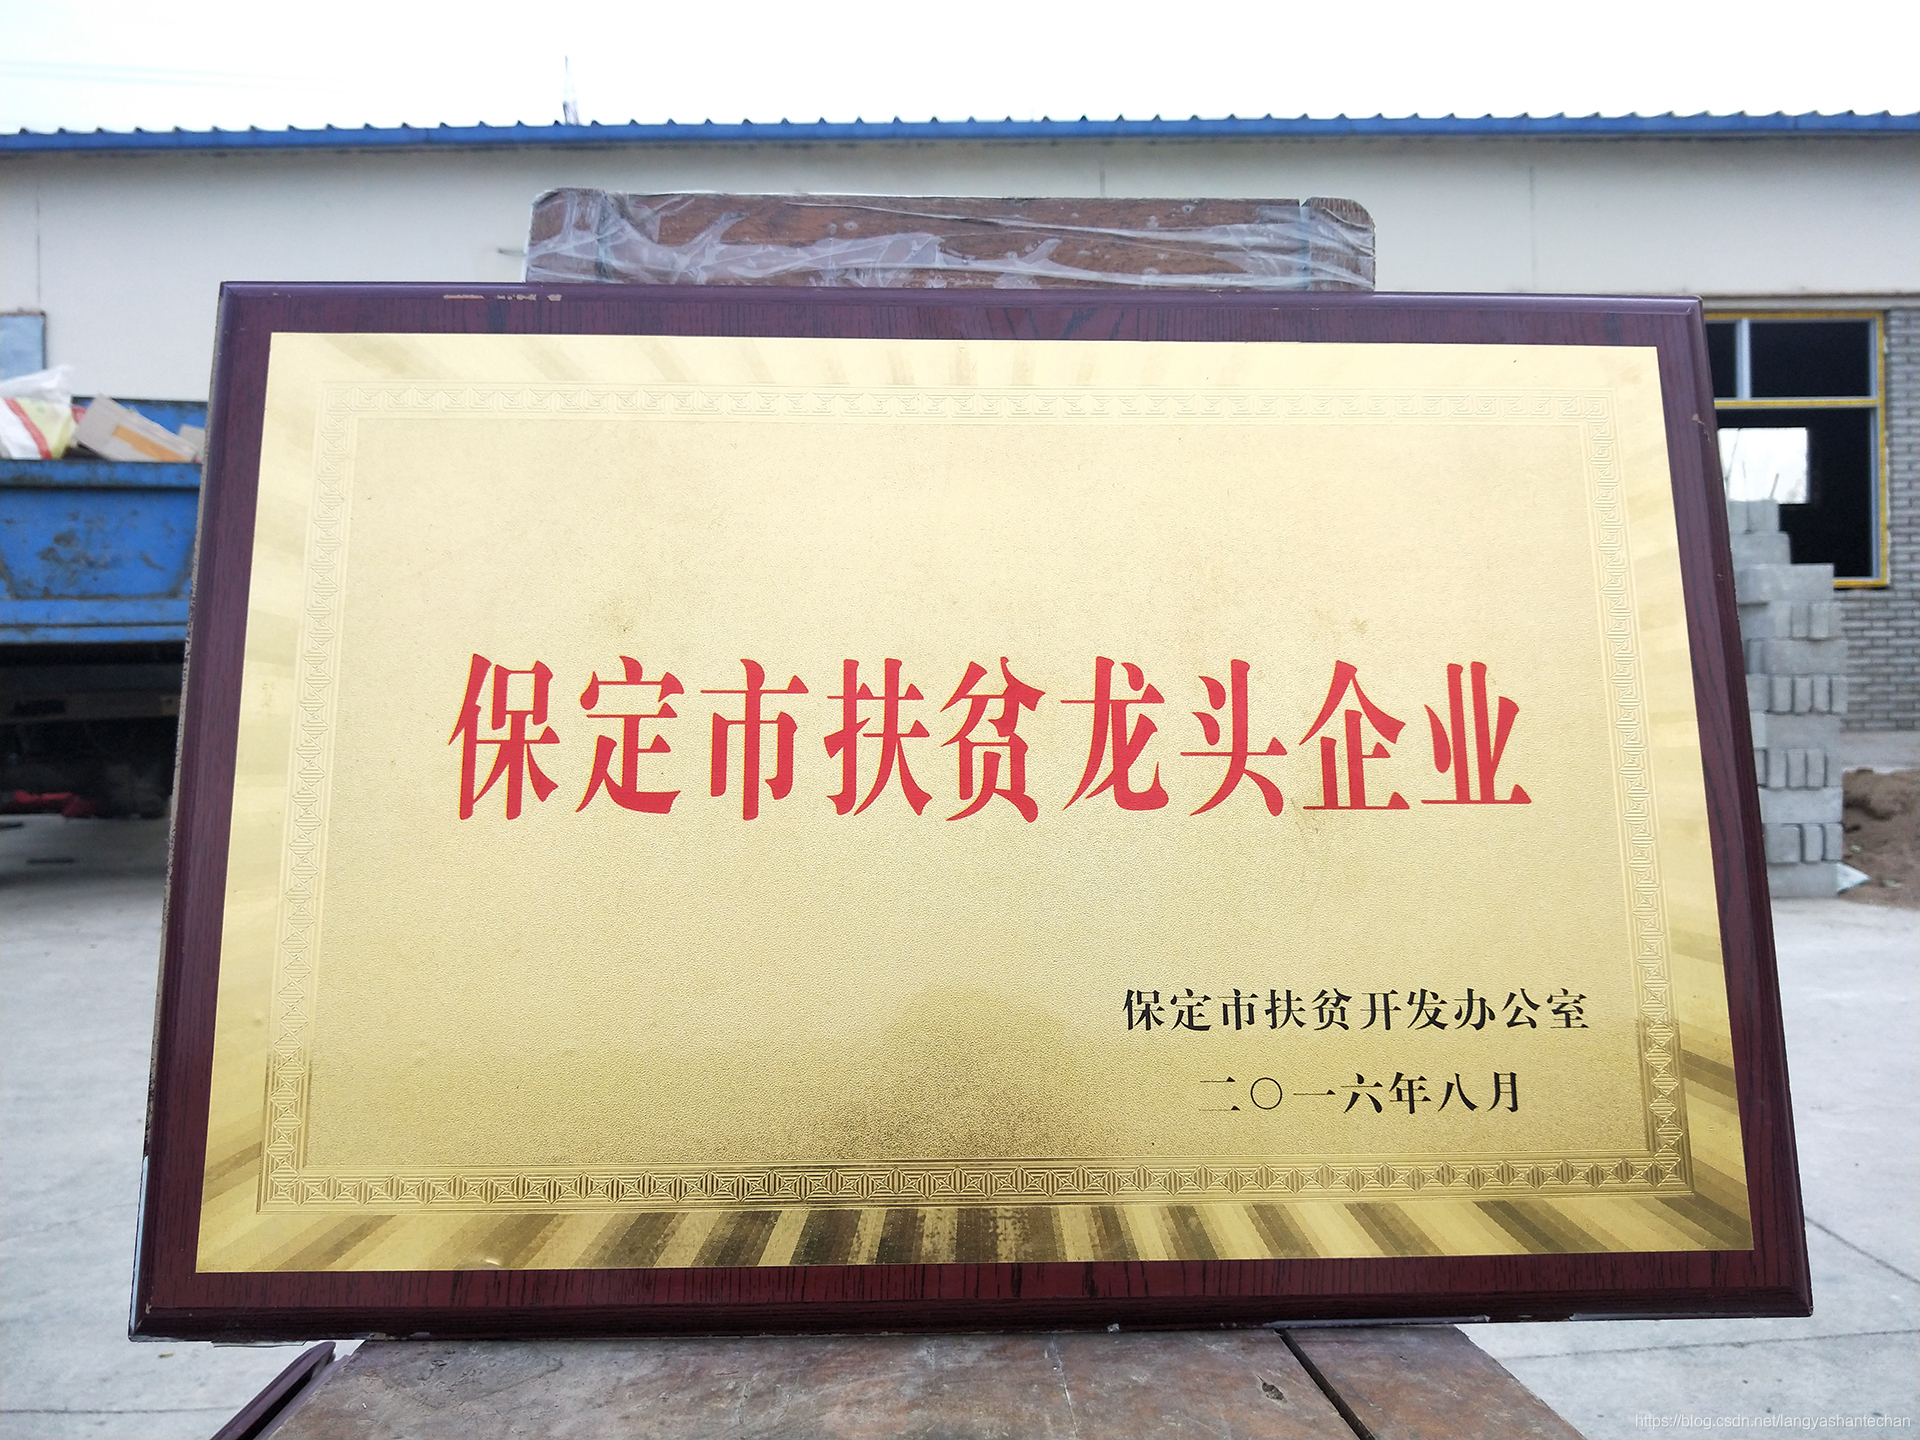 保定市扶贫龙头企业
保定市扶贫开发办公室
二〇一六年八月
https://blog.csdn.net/langyashantechan